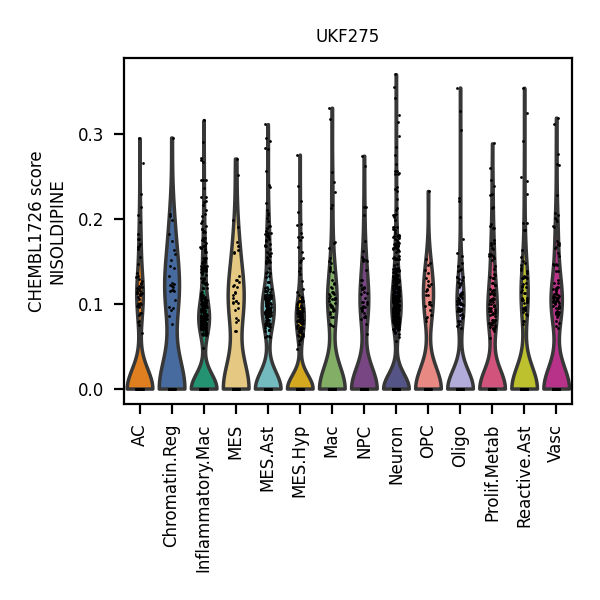 UKF275
CHEMBL1726 score
NISOLDIPINE
0.3
0.2
0.1
0.0
AC
Chromatin.Reg
Inflammatory.Mac
MES
MES.Ast
MES.Hyp
Mac
NPC
Neuron
OPC
Oligo
Prolif.Metab
Reactive.Ast
Vasc